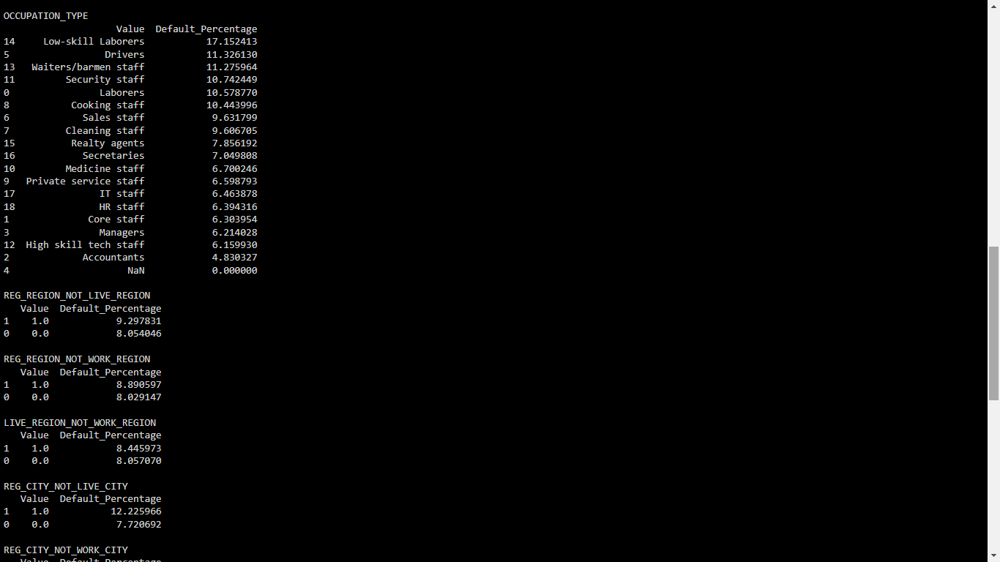 OCCUPATION_TYPE
Value Default_Percentage
14 Low-skill Laborers 17.152413
5 Drivers 11.326130
13 Waiters/barmen staff 11.275964
11 Security staff 10.742449
0 Laborers 10.578770
8 Cooking staff 10.443996
6 Sales staff 9.631799
7 Cleaning staff 9.606705
15 Realty agents 7.856192
16 Secretaries 7.049808
10 Medicine staff 6.700246
9 Private service staff 6.598793
17 IT staff 6.463878
18 HR staff 6.394316
1 Core staff 6.303954
3 Managers 6.214028
12 High skill tech staff 6.159930
2 Accountants 4.830327
4 NaN 0.000000
REG_REGION_NOT_LIVE_REGION
Value Default_Percentage
1 1.0 9.297831
0 0.0 8.054046
REG_REGION_NOT_WORK_REGION
Value Default_Percentage
1 1.0 8.890597
0 0.0 8.029147
LIVE_REGION_NOT_WORK_REGION
Value Default_Percentage
1 1.0 8.445973
0 0.0 8.057070
REG_CITY_NOT_LIVE_CITY
Value Default_Percentage
1 1.0 12.225966
0 0.0 7.720692
REG_CITY_NOT_WORK_CITY
Value Default_Percentage